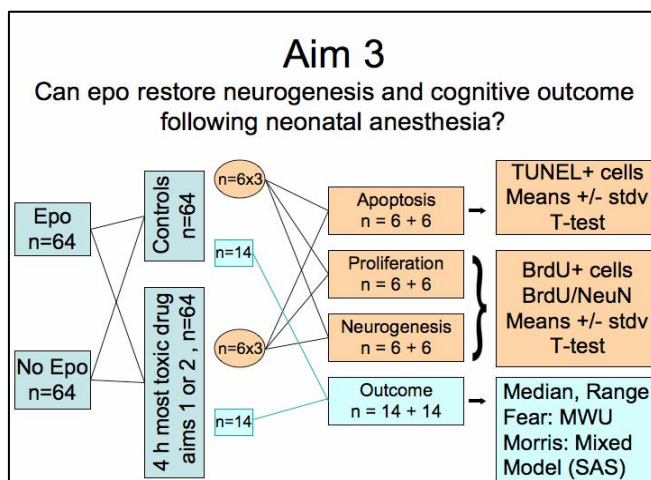 Aim 3
Can epo restore neurogenesis and cognitive outcome
following neonatal anesthesia?
Epo
n=64
No Epo
n=64
Controls
n=64
4 h most toxic drug
aims 1 or 2 , n=64
n=6x3
n=14
n=6x3
n=14
Apoptosis
n = 6 + 6
Proliferation
n = 6 + 6
Neurogenesis
n = 6 + 6
Outcome
n = 14 + 14
TUNEL+ cells
Means +/- stdv
T-test
BrdU+ cells
BrdU/NeuN
Means +/- stdv
T-test
Median, Range
Fear: MWU
Morris: Mixed
Model (SAS)